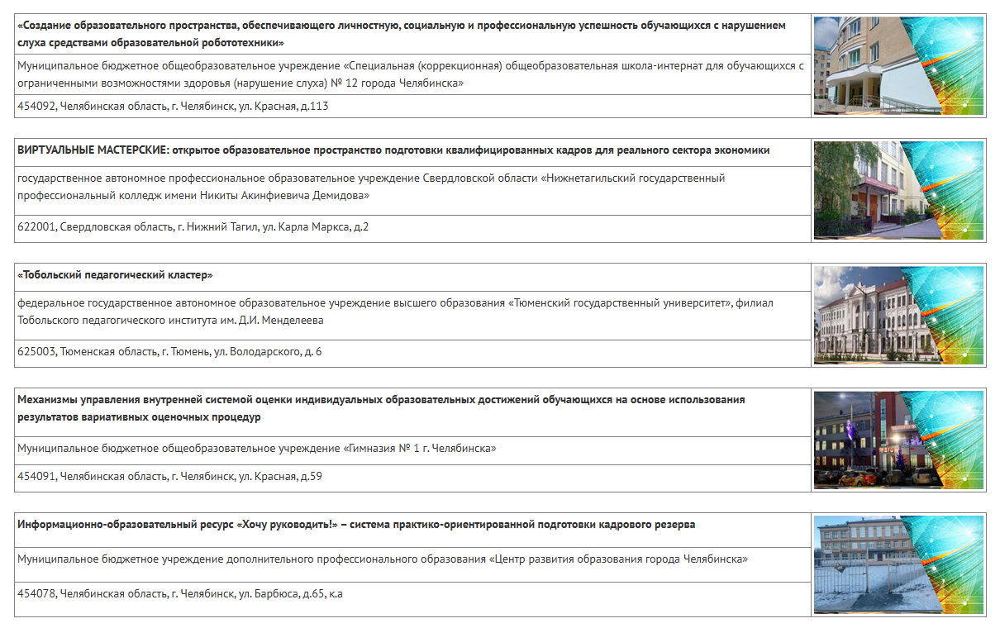 «Создание образовательного пространства, обеспечивающего личностную, социальную и профессиональную успешность обучающихся с нарушением
слуха средствами образовательной робототехники»
Муниципальное бюджетное общеобразовательное учреждение «Специальная (коррекционная) общеобразовательная школа-интернат для обучающихся с
ограниченными возможностями здоровья (нарушение слуха) № 12 города Челябинска»
454092, Челябинская область, г. Челябинск, ул. Красная, д.113
ВИРТУАЛЬНЫЕ МАСТЕРСКИЕ: открытое образовательное пространство подготовки квалифицированных кадров для реального сектора экономики
государственное автономное профессиональное образовательное учреждение Свердловской области «Нижнетагильский государственный
профессиональный колледж имени Никиты Акинфиевича Демидова»
622001, Свердловская область, г. Нижний Тагил, ул. Карла Маркса, д.2
«Тобольский педагогический кластер»
федеральное государственное автономное образовательное учреждение высшего образования «Тюменский государственный университет», филиал
Тобольского педагогического института им. Д.И. Менделеева
625003, Тюменская область, г. Тюмень, ул. Володарского, д. 6
Механизмы управления внутренней системой оценки индивидуальных образовательных достижений обучающихся на основе использования
результатов вариативных оценочных процедур
Муниципальное бюджетное общеобразовательное учреждение «Гимназия № 1 г. Челябинска»
454091, Челябинская область, г. Челябинск, ул. Красная, д.59
Информационно-образовательный ресурс «Хочу руководить!» – система практико-ориентированной подготовки кадрового резерва
Муниципальное бюджетное учреждение дополнительного профессионального образования «Центр развития образования города Челябинска»
454078, Челябинская область, г. Челябинск, ул. Барбюса, д.65, к.а